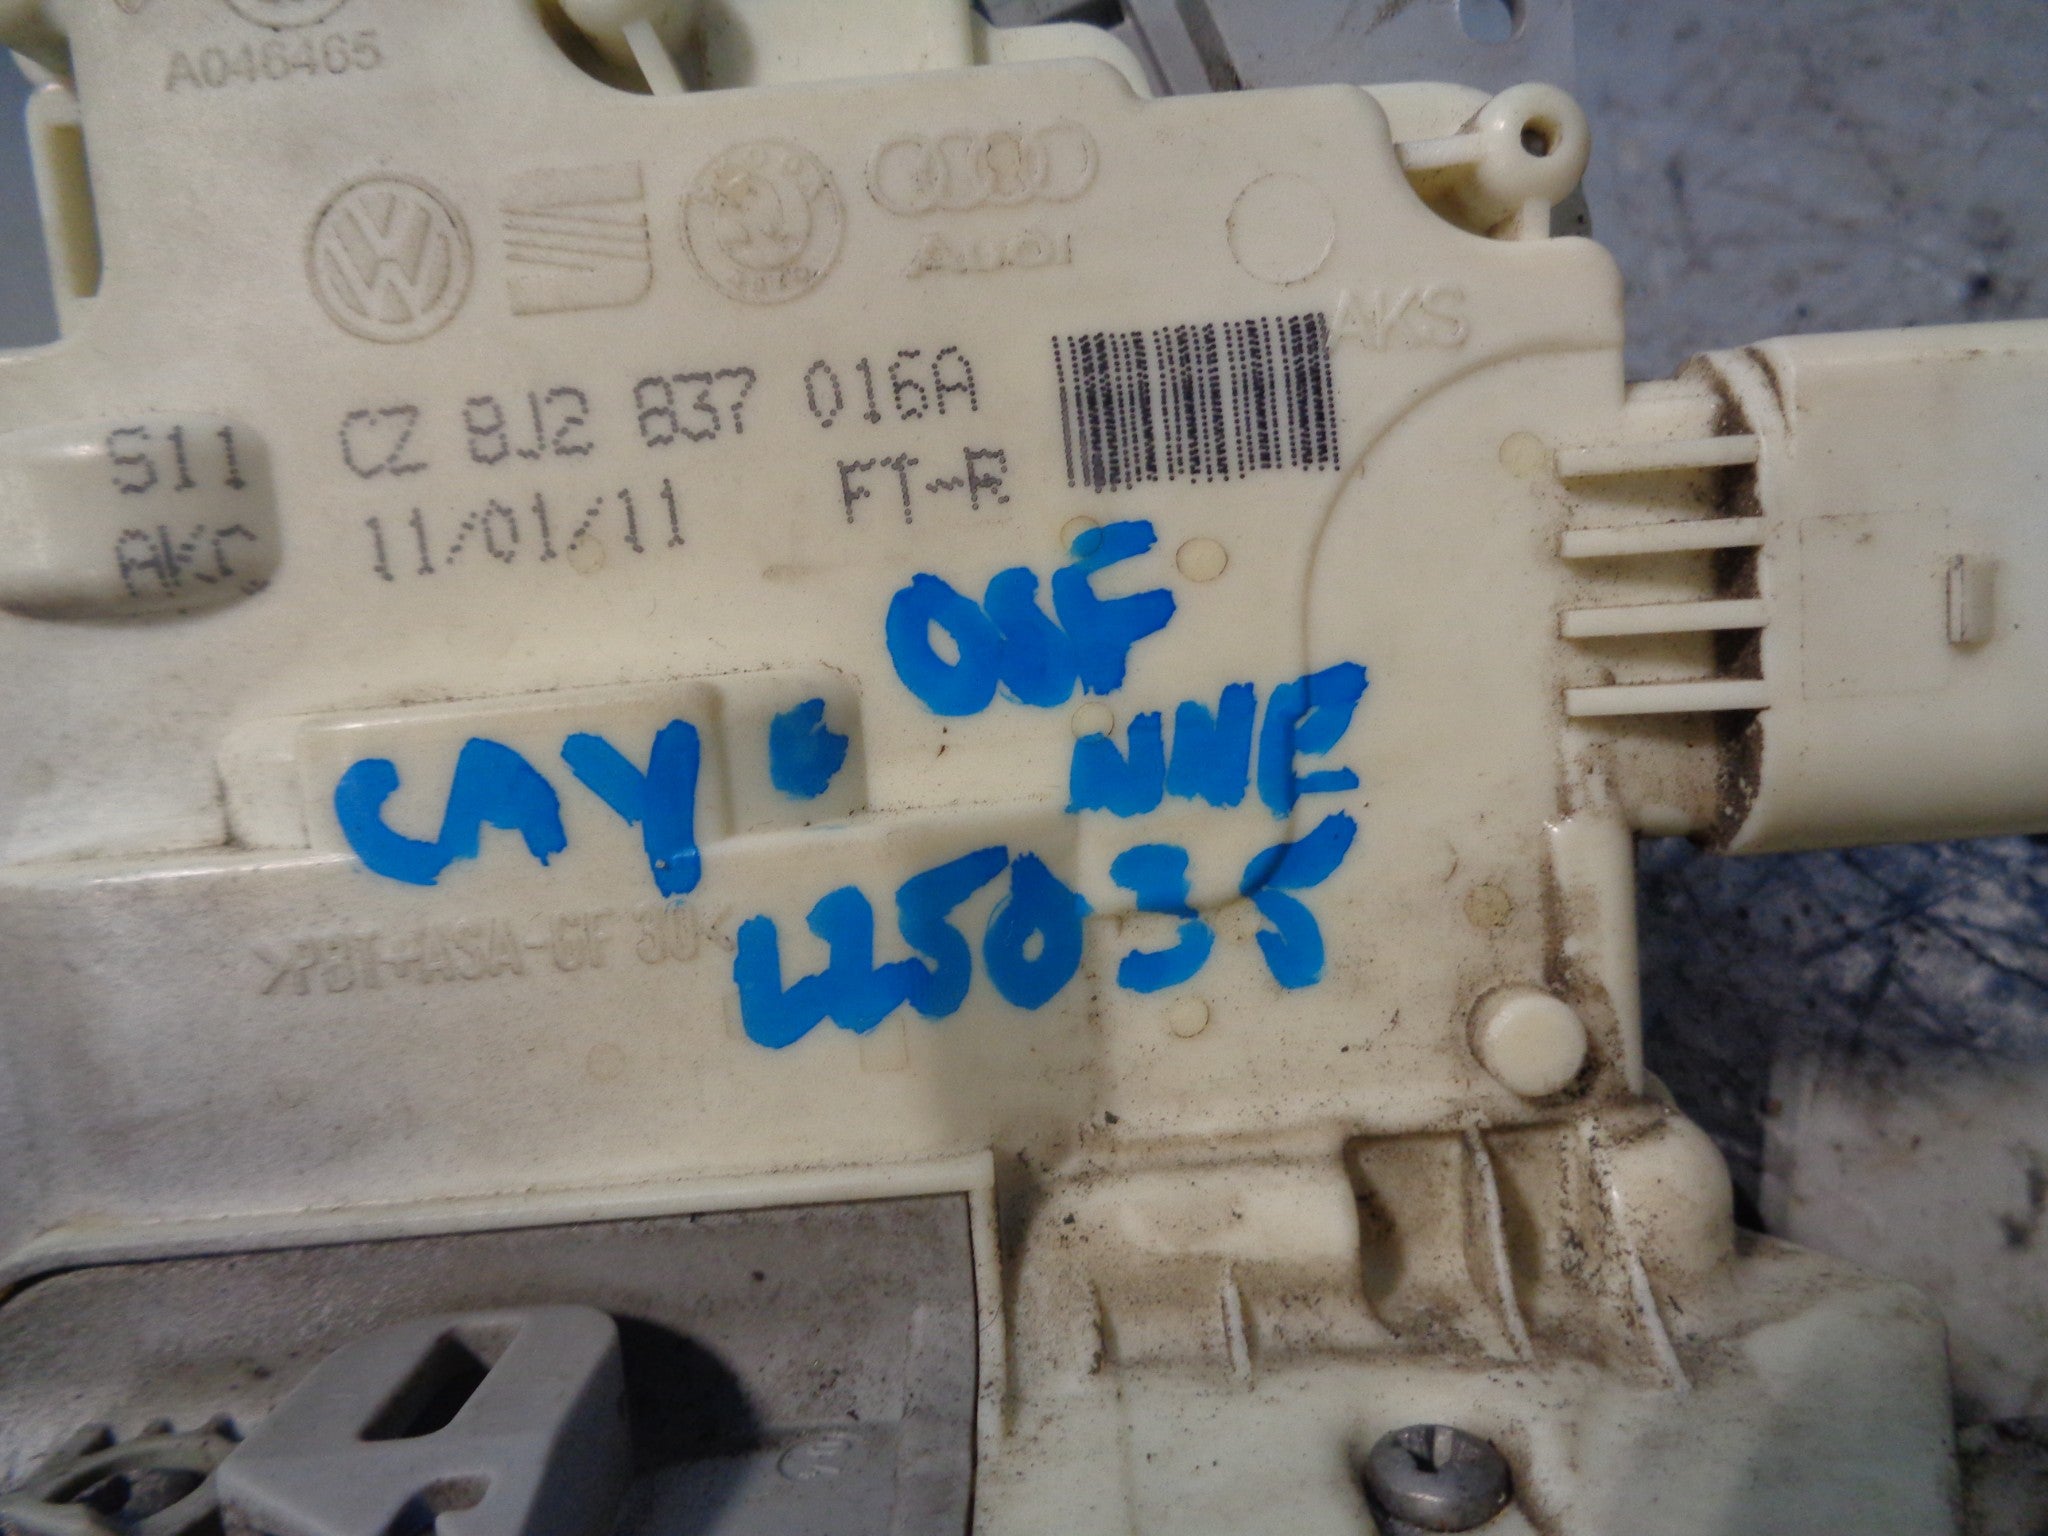 A046465
Audi
AKS
S11 CZ 8J2 837 016A
AKC 11/01/11 FT-R
OSF
CAY. NNE
L25035
>PBT+ASA-GF 30<